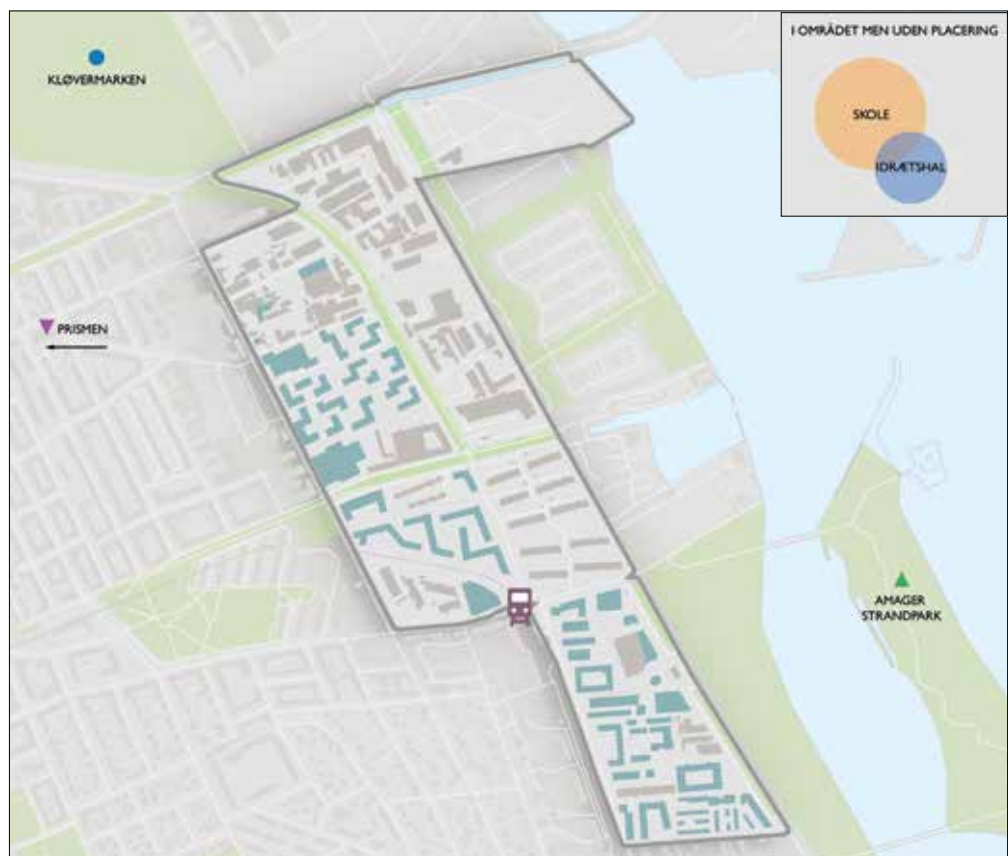 I OMRÅDET MEN UDEN PLACERING
KLØVERMARKEN
SKOLE
IDRÆTSHAL
PRISMEN
AMAGER
STRANDPARK